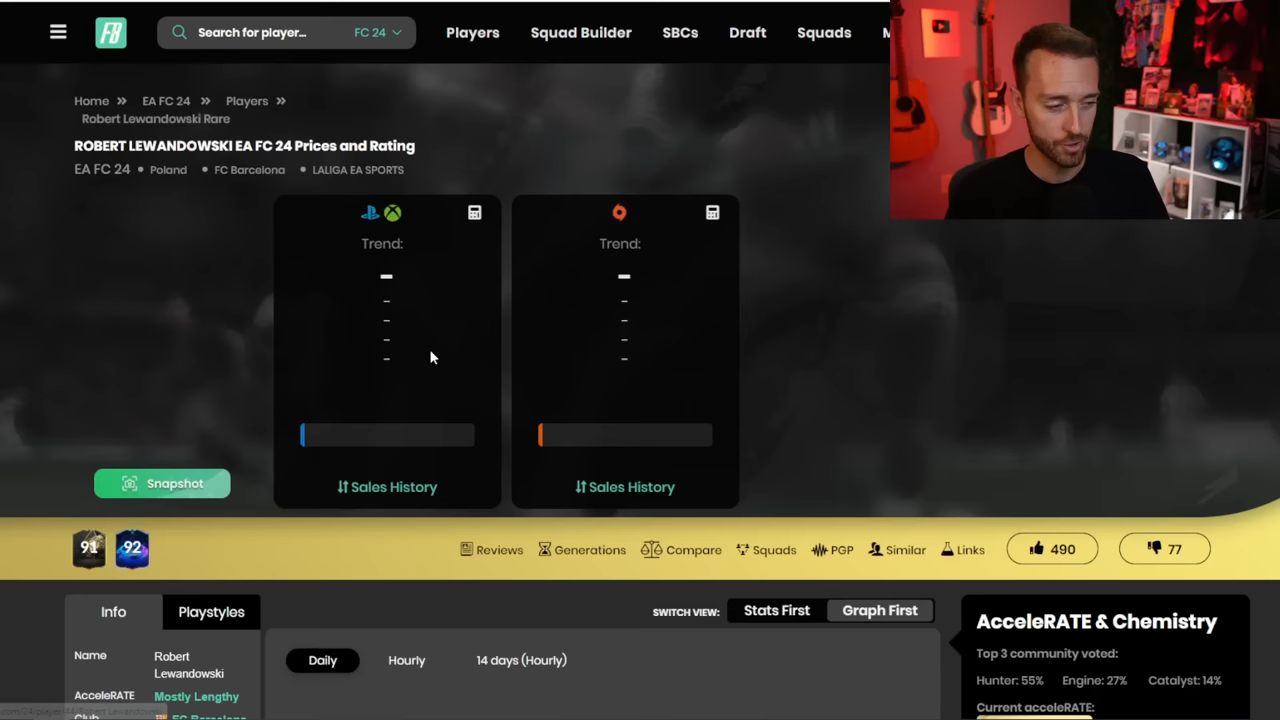 FB
Search for player...
FC 24
Players
Squad Builder
SBCs
Draft
Squads
Home » EA FC 24 » Players »
Robert Lewandowski Rare
ROBERT LEWANDOWSKI EA FC 24 Prices and Rating
EA FC 24 • Poland • FC Barcelona • LALIGA EA SPORTS
Trend:
Trend:
Sales History
Sales History
Snapshot
91
92
Reviews
Generations
Compare
Squads
PGP
Similar
Links
490
77
Info
Playstyles
SWITCH VIEW:
Stats First
Graph First
AcceleRATE & Chemistry
Top 3 community voted:
Hunter: 55%
Engine: 27%
Catalyst: 14%
Current acceleRATE:
Daily
Hourly
14 days (Hourly)
Name
Robert
Lewandowski
AcceleRATE
Mostly Lengthy
Club
FC Barcelona